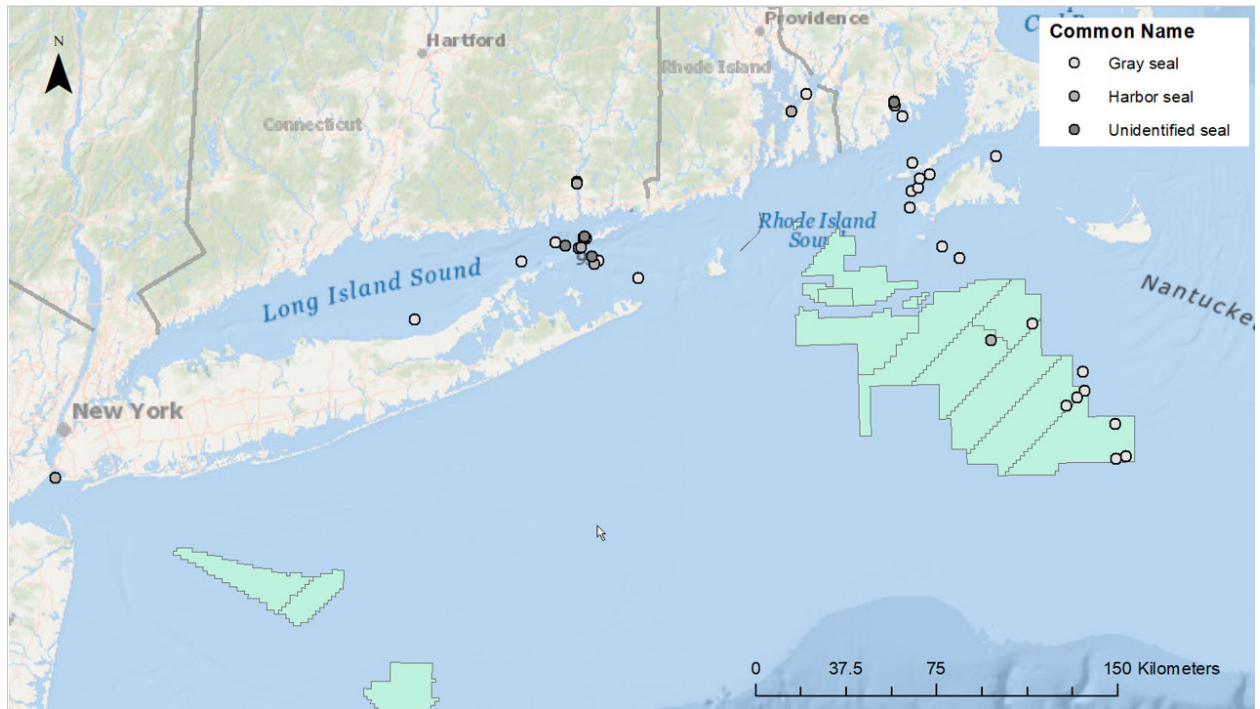 Providence
Common Name
Gray seal
Harbor seal
Unidentified seal
N
Hartford
Rhode Island
Connecticut
Rhode Island
Sound
Long Island Sound
Nantucket
New York
0 37.5 75 150 Kilometers